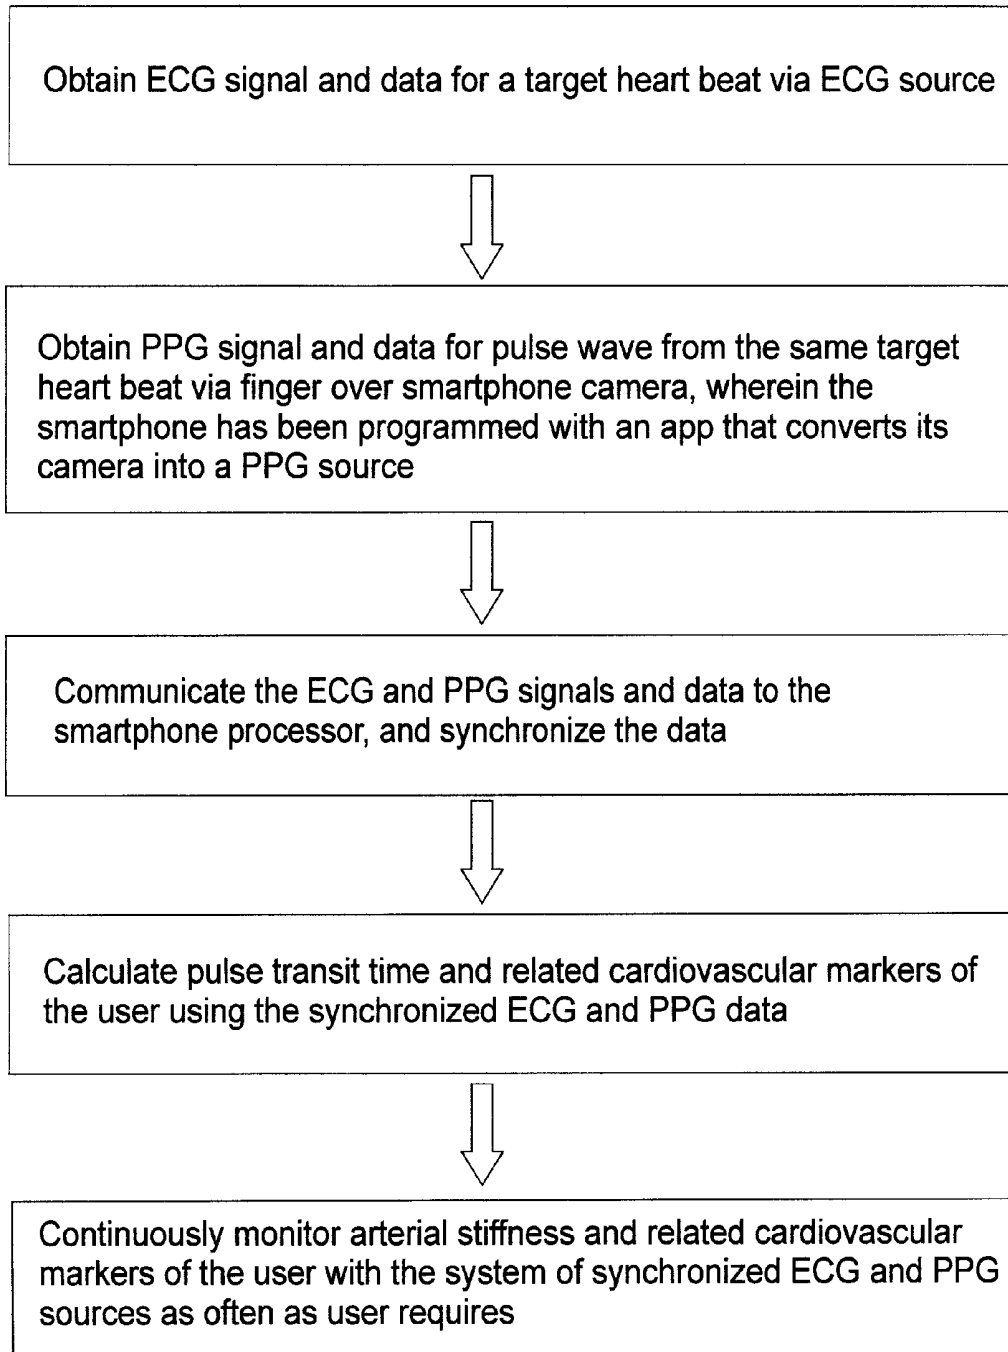 Obtain ECG signal and data for a target heart beat via ECG source
Obtain PPG signal and data for pulse wave from the same target
heart beat via finger over smartphone camera, wherein the
smartphone has been programmed with an app that converts its
camera into a PPG source
Communicate the ECG and PPG signals and data to the
smartphone processor, and synchronize the data
Calculate pulse transit time and related cardiovascular markers of
the user using the synchronized ECG and PPG data
Continuously monitor arterial stiffness and related cardiovascular
markers of the user with the system of synchronized ECG and PPG
sources as often as user requires